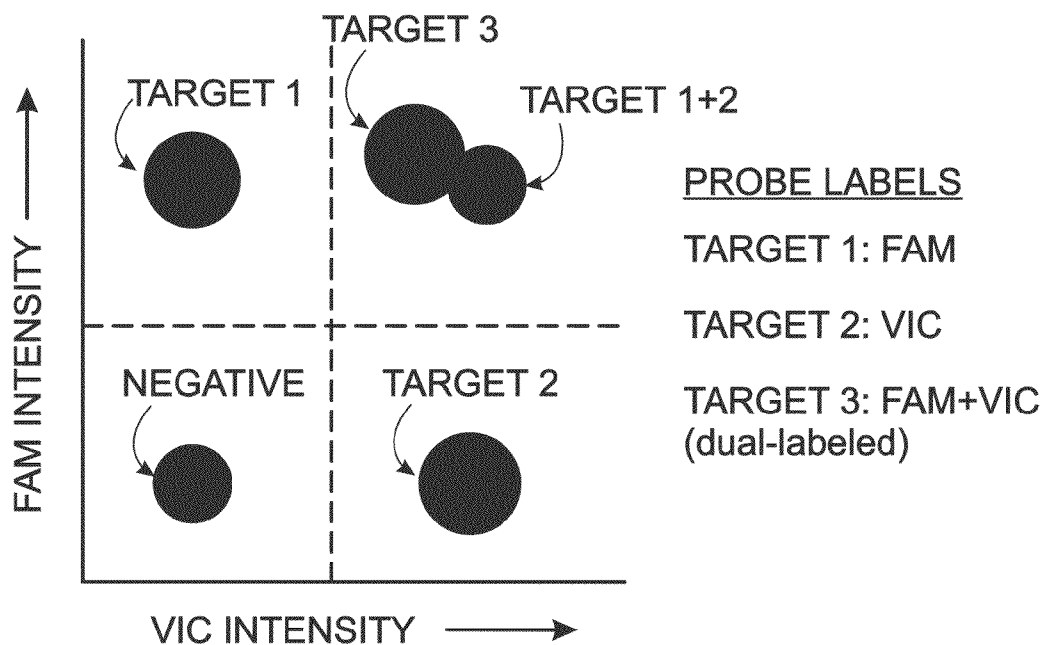 TARGET 3
TARGET 1
TARGET 1+2
NEGATIVE
TARGET 2
FAM INTENSITY
VIC INTENSITY
PROBE LABELS
TARGET 1: FAM
TARGET 2: VIC
TARGET 3: FAM+VIC
(dual-labeled)